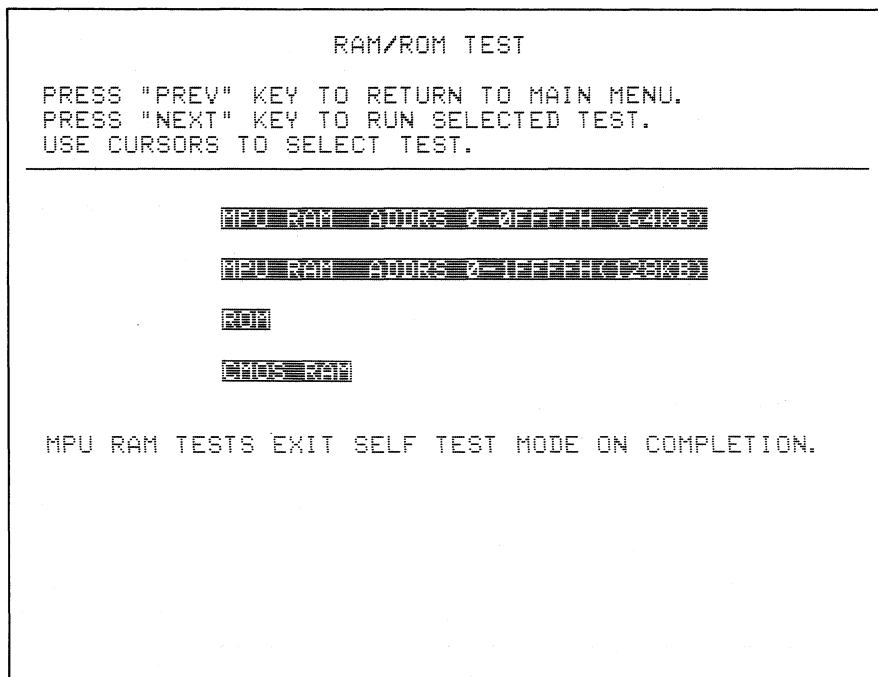 RAM/ROM TEST
PRESS "PREV" KEY TO RETURN TO MAIN MENU.
PRESS "NEXT" KEY TO RUN SELECTED TEST.
USE CURSORS TO SELECT TEST.
MPU RAM ADDRS 0-0FFFFH (64KB)
MPU RAM ADDRS 0-1FFFFH(128KB)
ROM
CMOS RAM
MPU RAM TESTS EXIT SELF TEST MODE ON COMPLETION.